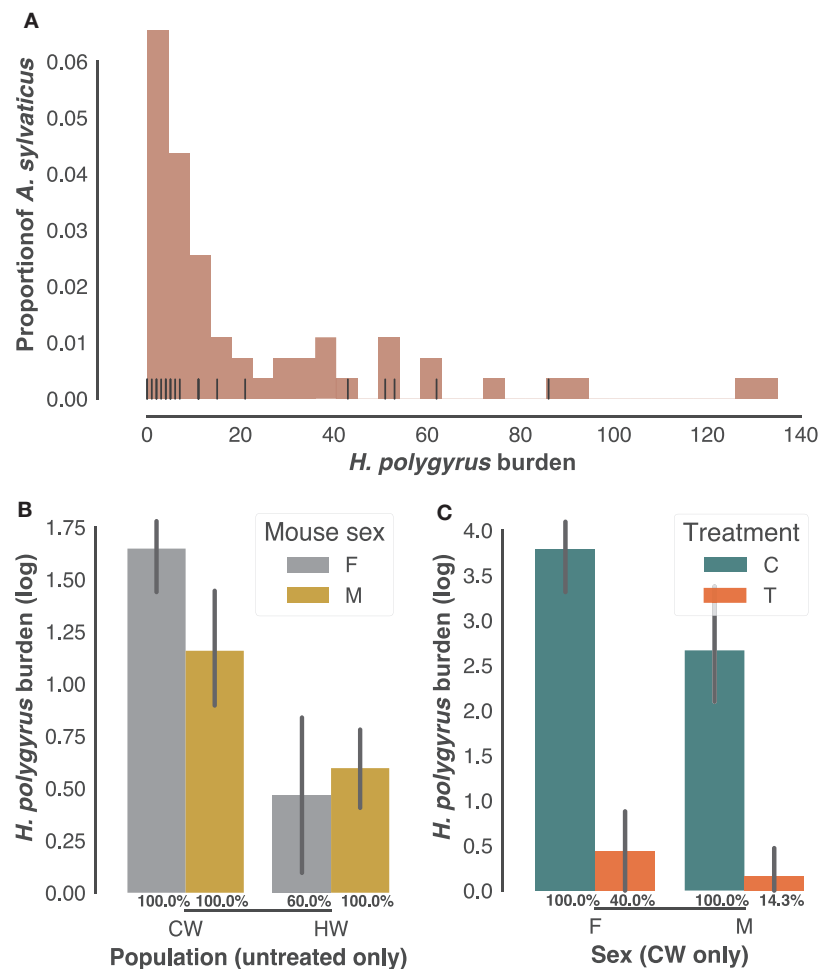 A
0.06
0.05
0.04
0.03
0.02
0.01
0.00
Proportionof A. sylvaticus
0 20 40 60 80 100 120 140
H. polygyrus burden
B
1.75
1.50
1.25
1.00
0.75
0.50
0.25
0.00
H. polygyrus burden (log)
Mouse sex
F
M
100.0% 100.0% 60.0% 100.0%
CW HW
Population (untreated only)
C
4.0
3.5
3.0
2.5
2.0
1.5
1.0
0.5
0.0
H. polygyrus burden (log)
Treatment
C
T
100.0% 40.0% 100.0% 14.3%
F M
Sex (CW only)